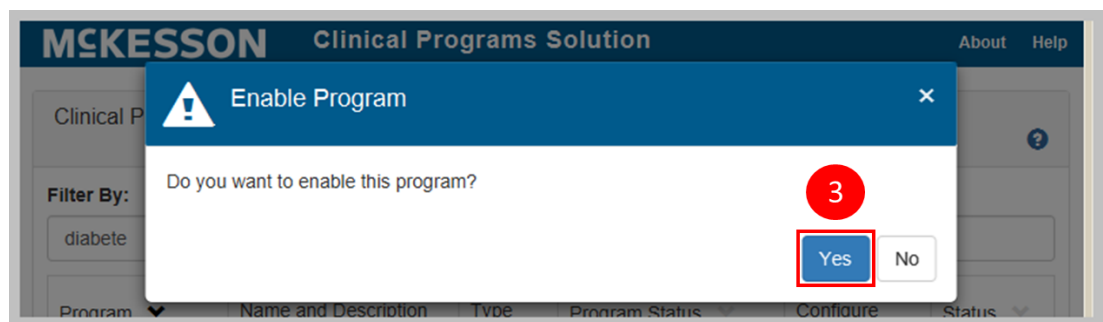 MCKESSON Clinical Programs Solution About Help
Enable Program ×
Clinical P
Do you want to enable this program?
3
Filter By:
diabete
Yes No
Program Name and Description Type Program Status Configure Status